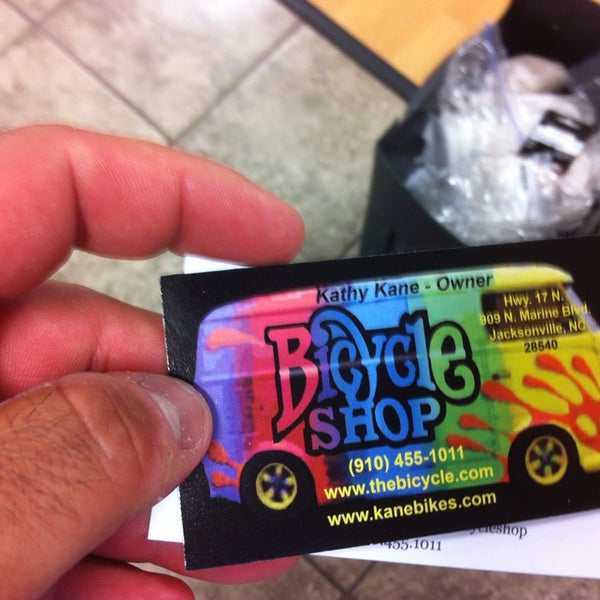 Kathy Kane - Owner
Hwy. 17 N.
909 N. Marine Blvd.
Jacksonville, NC
28540
Bicycle
SHOP
(910) 455-1011
www.thebicycle.com
www.kanebikes.com
ycleshop
.455.1011